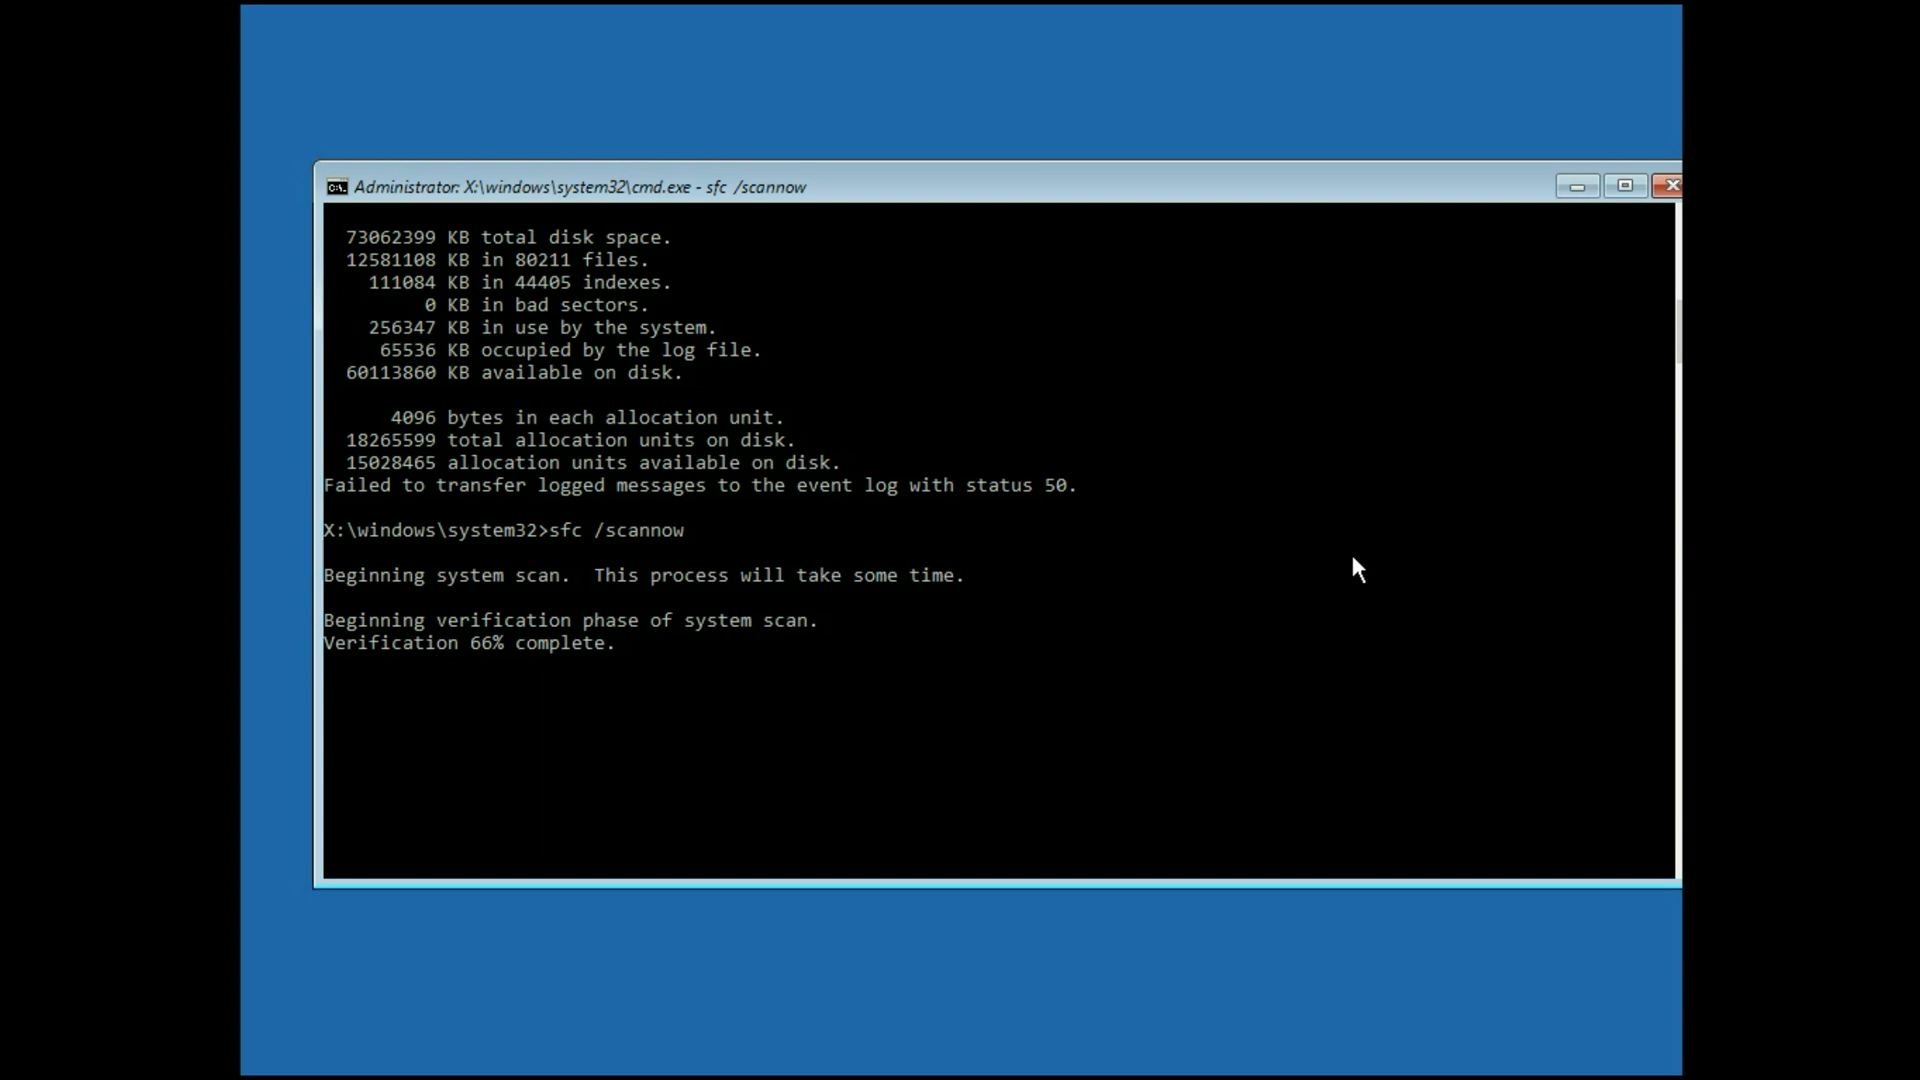 Administrator: X:\windows\system32\cmd.exe - sfc /scannow
73062399 KB total disk space.
12581108 KB in 80211 files.
111084 KB in 44405 indexes.
0 KB in bad sectors.
256347 KB in use by the system.
65536 KB occupied by the log file.
60113860 KB available on disk.
4096 bytes in each allocation unit.
18265599 total allocation units on disk.
15028465 allocation units available on disk.
Failed to transfer logged messages to the event log with status 50.
X:\windows\system32>sfc /scannow
Beginning system scan.  This process will take some time.
Beginning verification phase of system scan.
Verification 66% complete.